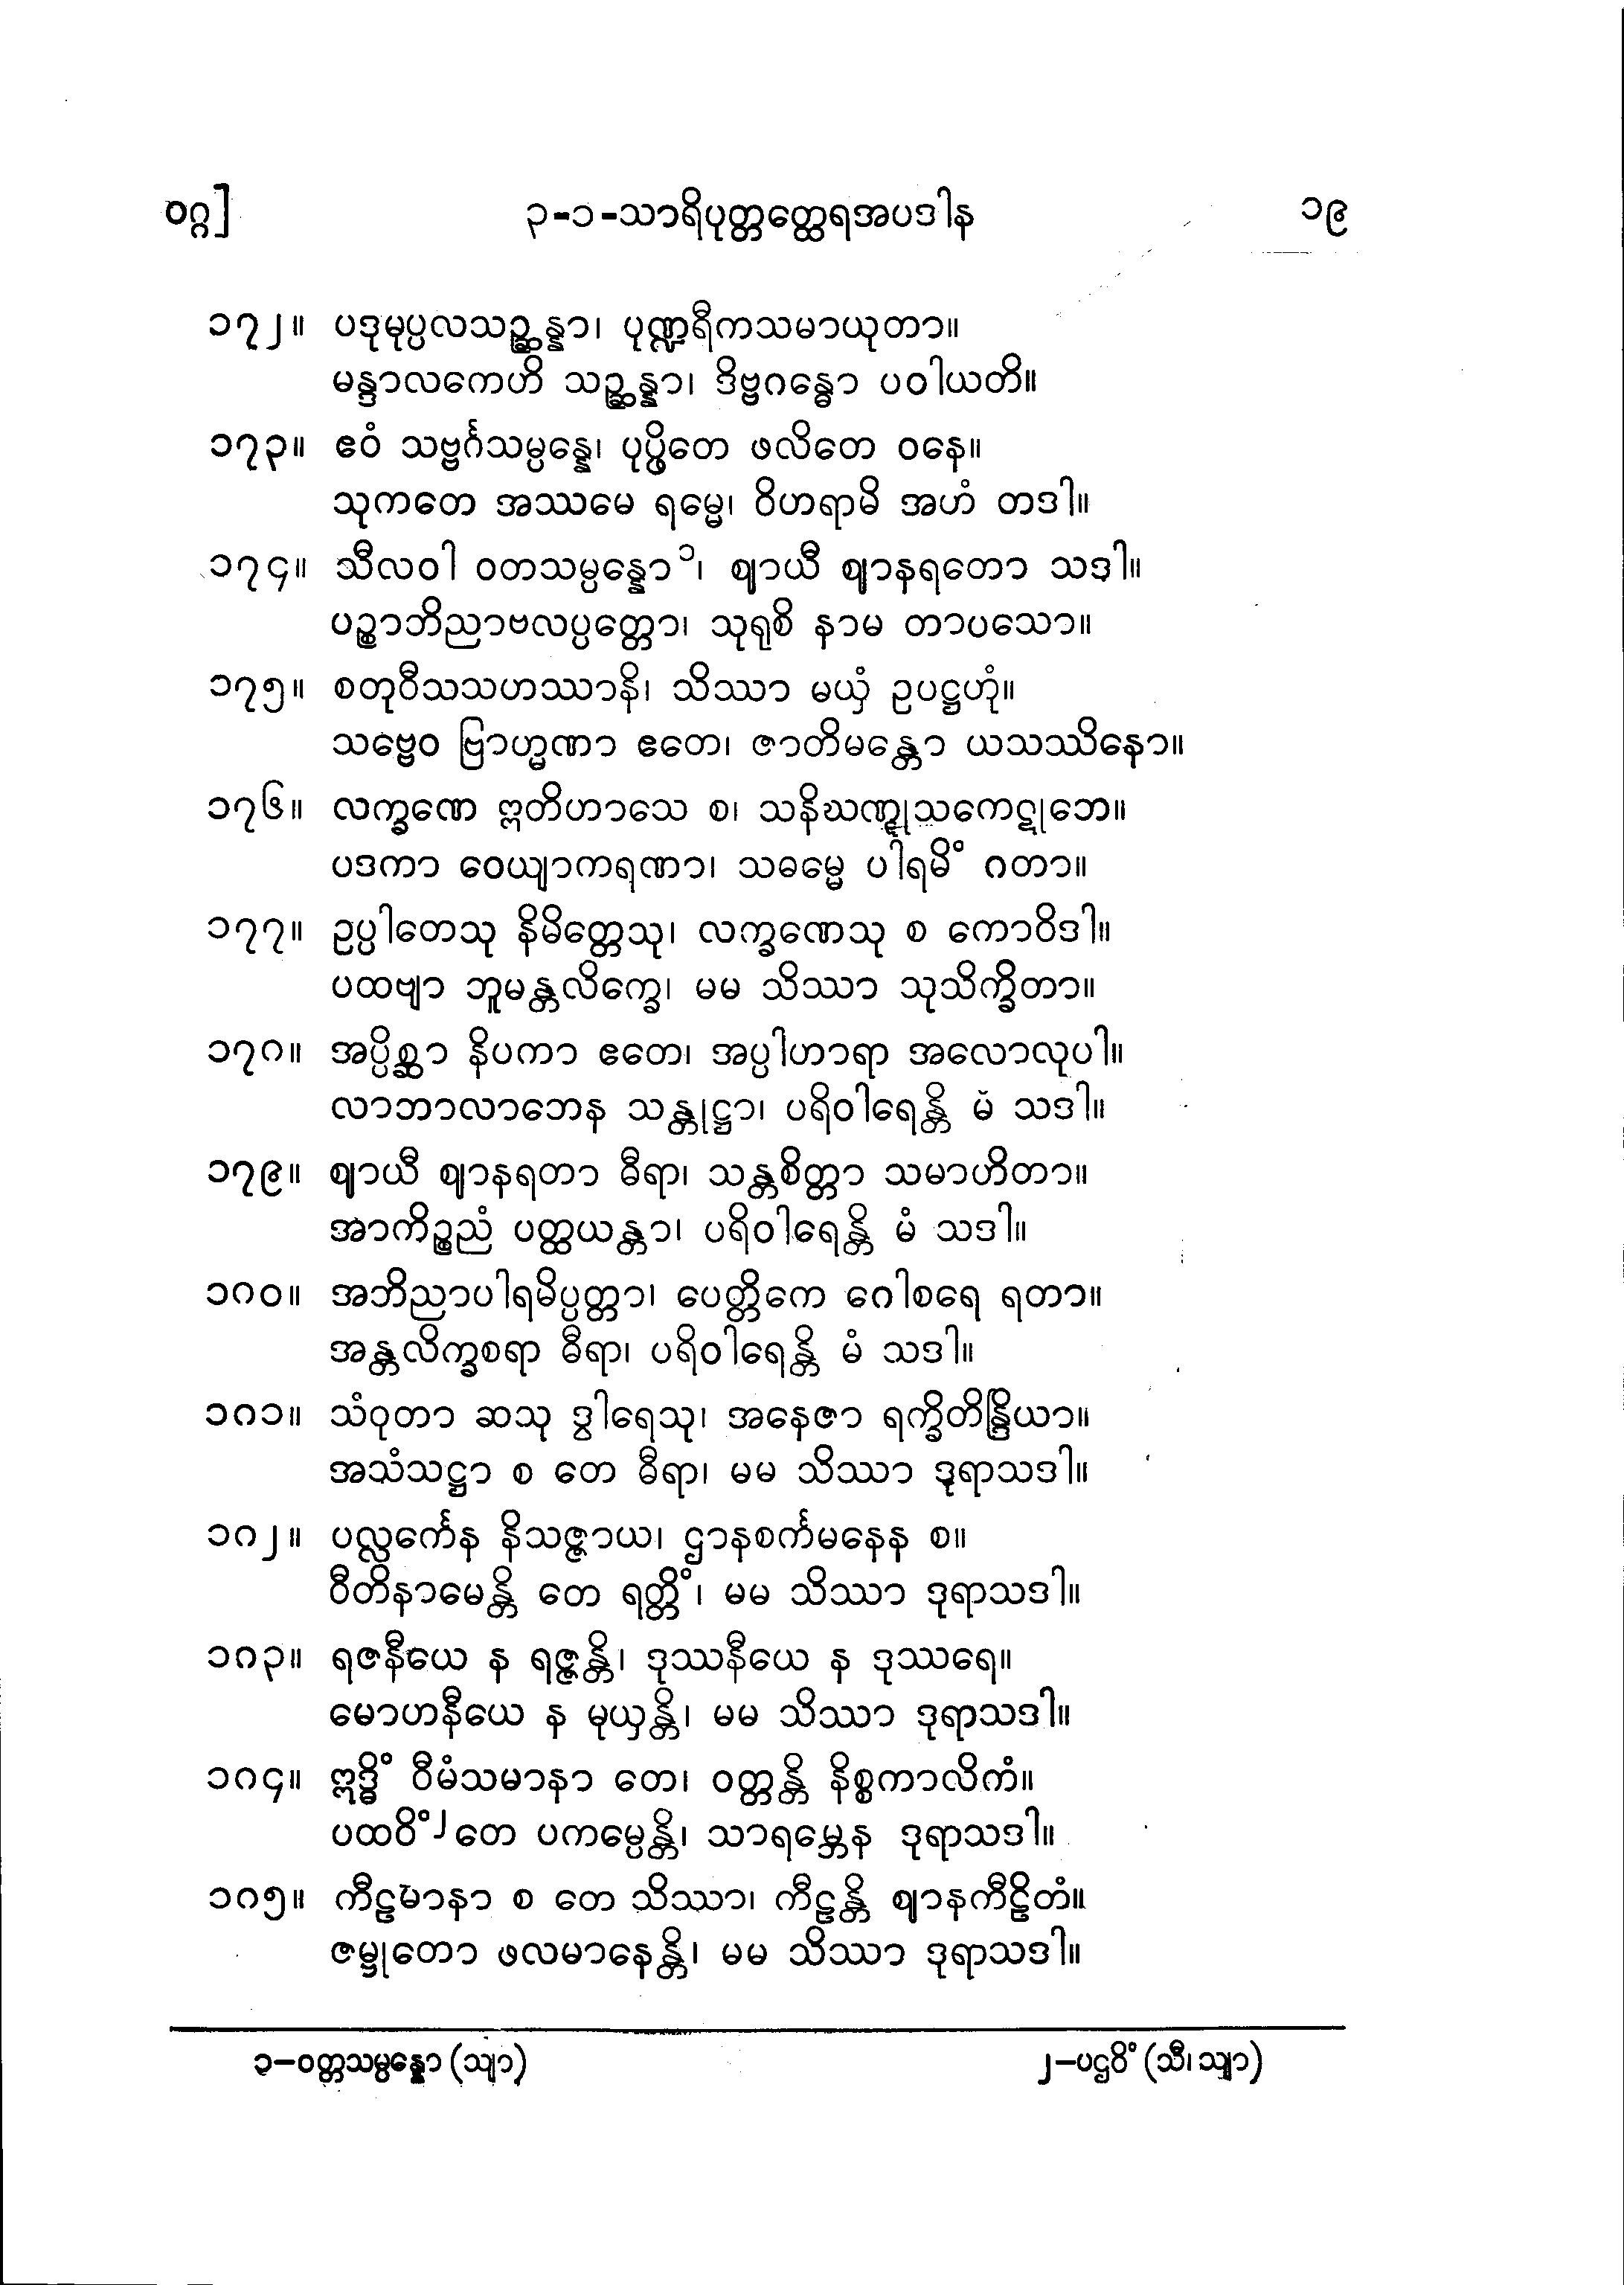 ဝဂ္ဂ] ၃-၁-သာရိပုတ္တတ္ထေရအပဒါန ၁၉
၁၇၂။ ပဒုမုပ္ပလသဉ္ဆန္နာ၊ ပုဏ္ဍရီကသမာယုတာ။
မန္ဒာလကေဟိ သဉ္ဆန္နာ၊ ဒိဗ္ဗဂန္ဓော ပဝါယတိ။
၁၇၃။ ဧဝံ သဗ္ဗင်္ဂသမ္ပန္နေ၊ ပုပ္ဖိတေ ဖလိတေ ဝနေ။
သုကတေ အဿမေ ရမ္မေ၊ ဝိဟရာမိ အဟံ တဒါ။
၁၇၄။ သီလဝါ ဝတသမ္ပန္နော၁၊ ဈာယီ ဈာနရတော သဒါ။
ပဉ္စာဘိညာဗလပ္ပတ္တော၊ သုရုစိ နာမ တာပသော။
၁၇၅။ စတုဝီသသဟဿာနိ၊ သိဿာ မယှံ ဥပဋ္ဌဟုံ။
သဗ္ဗေဝ ဗြာဟ္မဏာ ဧတေ၊ ဇာတိမန္တော ယသဿိနော။
၁၇၆။ လက္ခဏေ ဣတိဟာသေ စ၊ သနိဃဏ္ဋုသကေဋုဘေ။
ပဒကာ ဝေယျာကရဏာ၊ သဓမ္မေ ပါရမိံ ဂတာ။
၁၇၇။ ဥပ္ပါတေသု နိမိတ္တေသု၊ လက္ခဏေသု စ ကောဝိဒါ။
ပထဗျာ ဘူမန္တလိက္ခေ၊ မမ သိဿာ သုသိက္ခိတာ။
၁၇၈။ အပ္ပိစ္ဆာ နိပကာ ဧတေ၊ အပ္ပါဟာရာ အလောလုပါ။
လာဘာလာဘေန သန္တုဋ္ဌာ၊ ပရိဝါရေန္တိ မံ သဒါ။
၁၇၉။ ဈာယီ ဈာနရတာ ဓီရာ၊ သန္တစိတ္တာ သမာဟိတာ။
အာကိဉ္စညံ ပတ္ထယန္တာ၊ ပရိဝါရေန္တိ မံ သဒါ။
၁၈၀။ အဘိညာပါရမိပ္ပတ္တာ၊ ပေတ္တိကေ ဂေါစရေ ရတာ။
အန္တလိက္ခစရာ ဓီရာ၊ ပရိဝါရေန္တိ မံ သဒါ။
၁၈၁။ သံဝုတာ ဆသု ဒွါရေသု၊ အနေဇာ ရက္ခိတိန္ဒြိယာ။
အသံသဋ္ဌာ စ တေ ဓီရာ၊ မမ သိဿာ ဒုရာသဒါ။
၁၈၂။ ပလ္လင်္ကေန နိသဇ္ဇာယ၊ ဌာနစင်္ကမနေန စ။
ဝီတိနာမေန္တိ တေ ရတ္တိံ၊ မမ သိဿာ ဒုရာသဒါ။
၁၈၃။ ရဇနီယေ န ရဇ္ဇန္တိ၊ ဒုဿနီယေ န ဒုဿရေ။
မောဟနီယေ န မုယှန္တိ၊ မမ သိဿာ ဒုရာသဒါ။
၁၈၄။ ဣဒ္ဓိံ ဝီမံသမာနာ တေ၊ ဝတ္တန္တိ နိစ္စကာလိကံ။
ပထဝိံ၂ တေ ပကမ္ပေန္တိ၊ သာရမ္ဘေန ဒုရာသဒါ။
၁၈၅။ ကီဠမာနာ စ တေ သိဿာ၊ ကီဠန္တိ ဈာနကီဠိတံ။
ဇမ္ဗုတော ဖလမာနေန္တိ၊ မမ သိဿာ ဒုရာသဒါ။
၁-ဝတ္တသမ္ပန္နော (သျာ) ၂-ပဌဝိံ (သီ၊ သျာ)